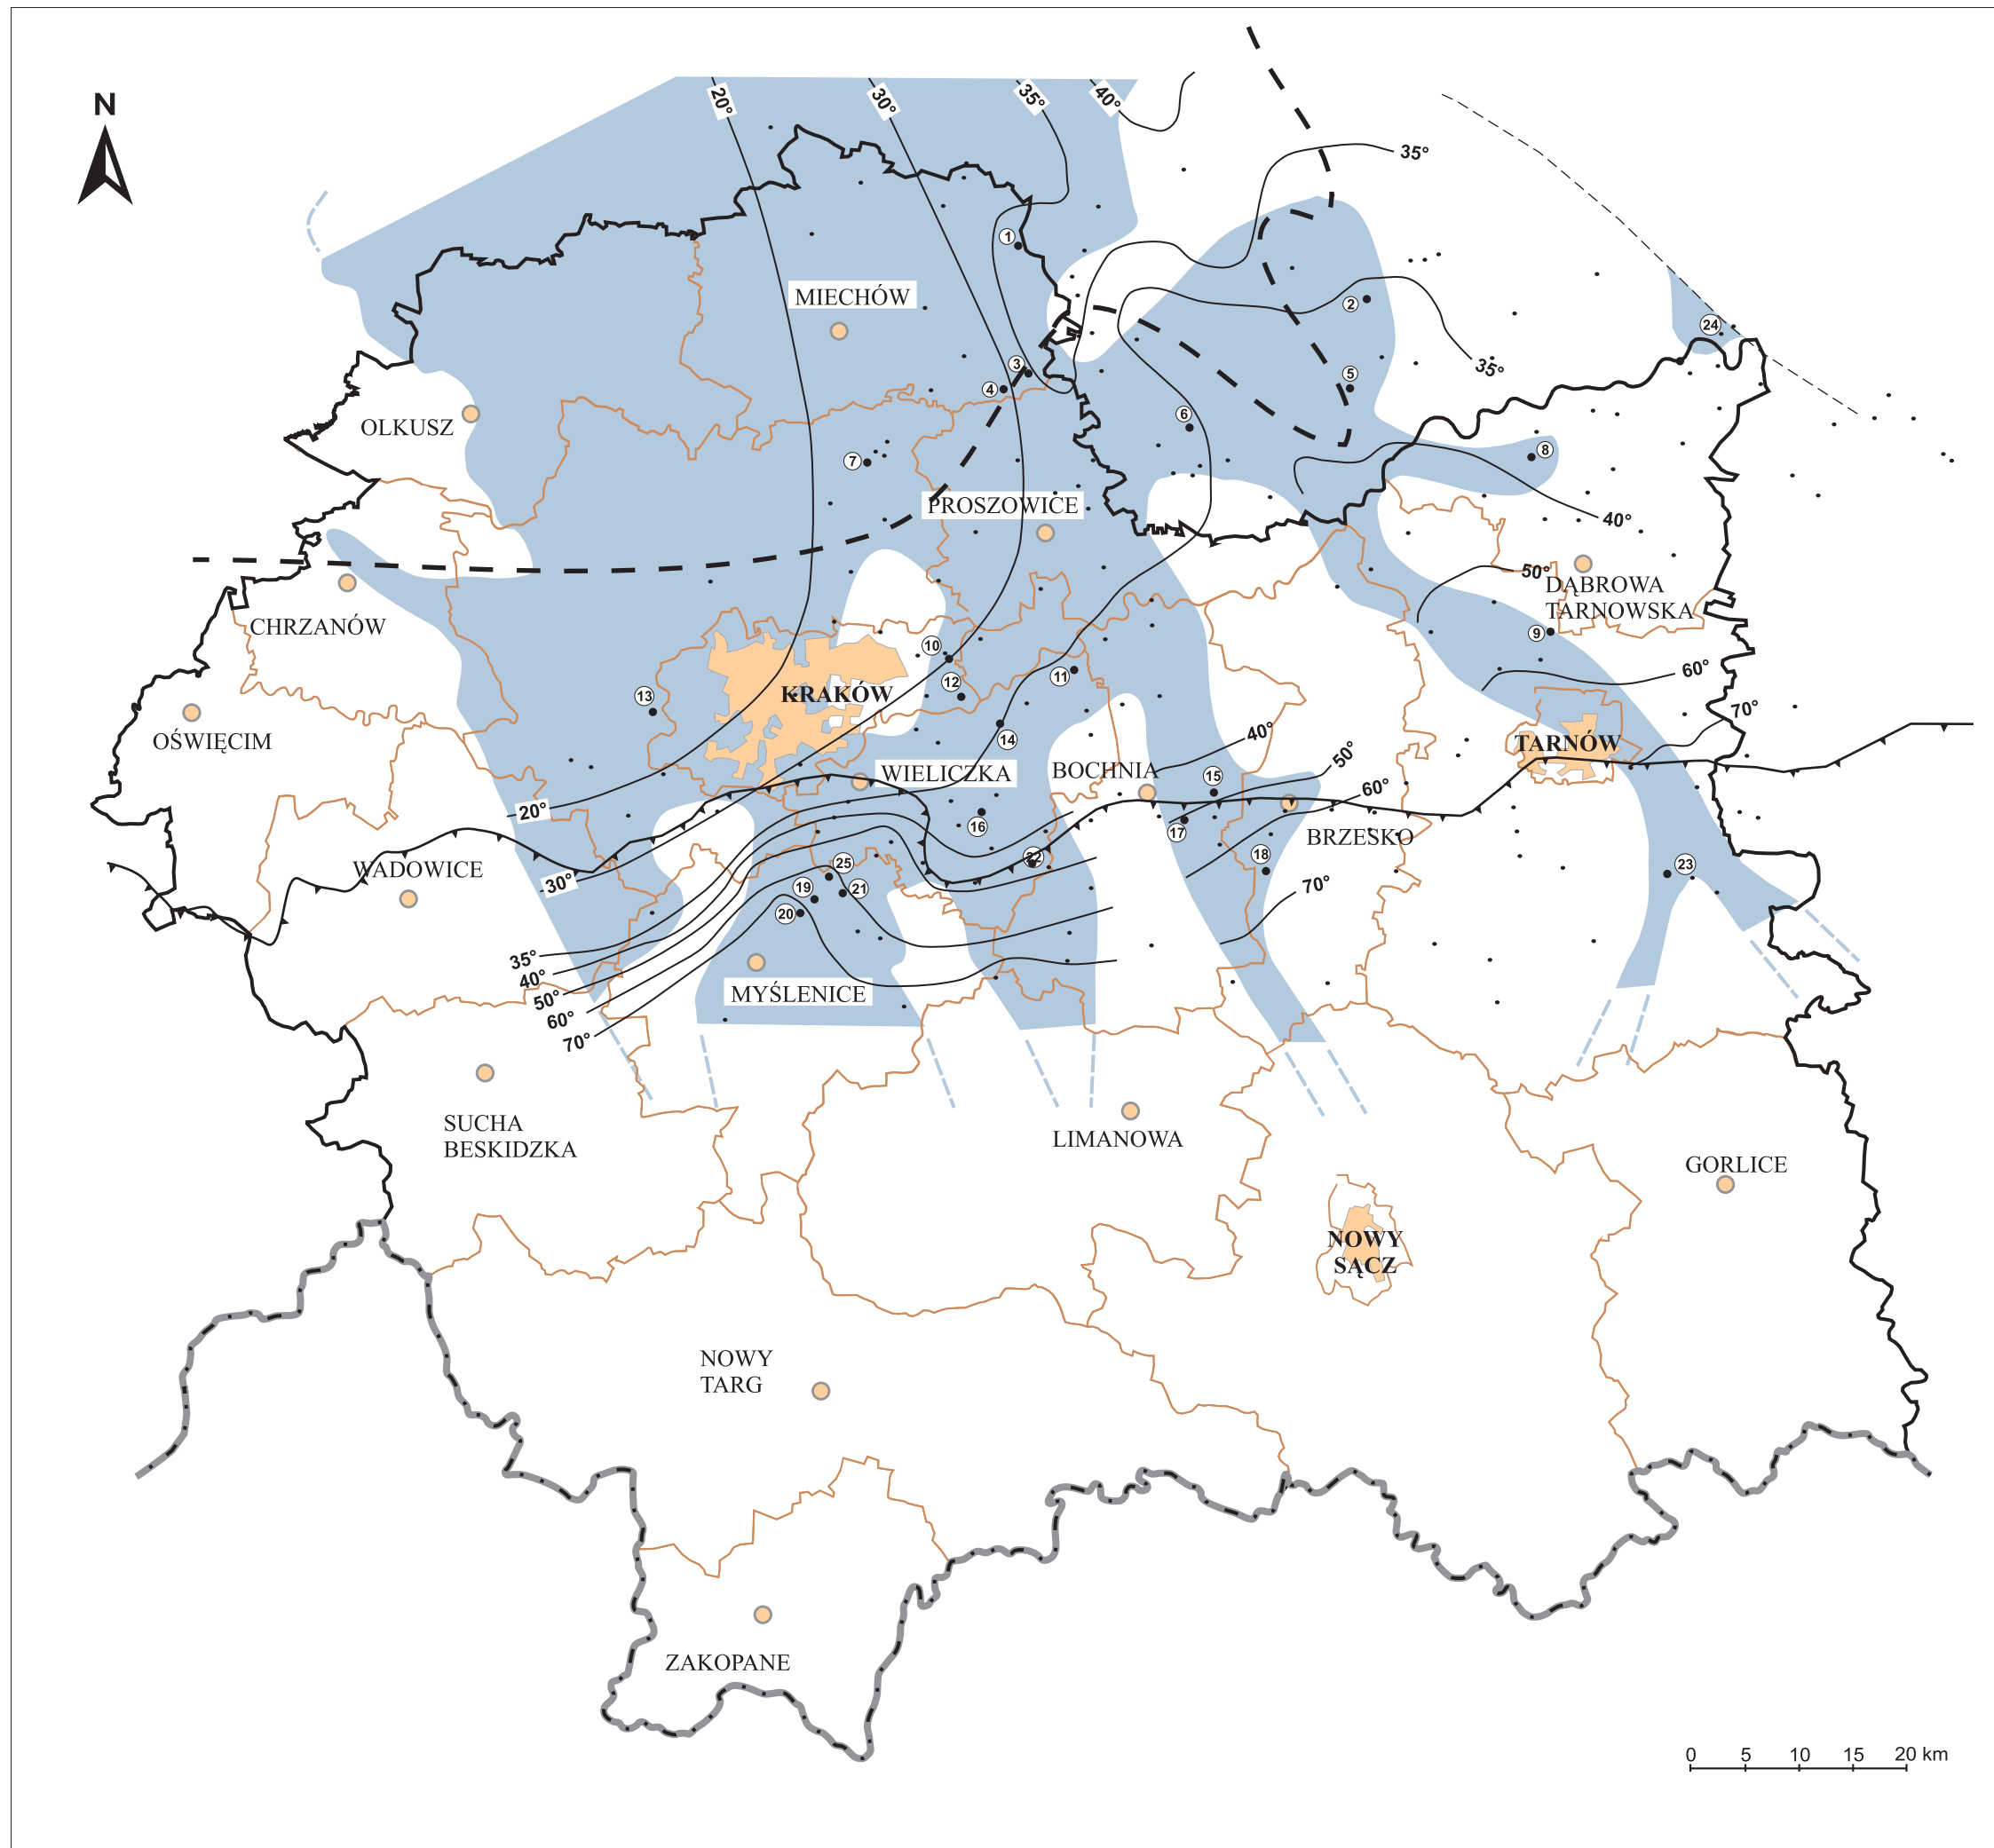 N
20°
30°
35°
40°
35°
1
MIECHÓW
2
24
3
35°
4
5
OLKUSZ
6
8
7
PROSZOWICE
40°
50°
DĄBROWA
TARNOWSKA
CHRZANÓW
9
10
11
60°
12
13
KRAKÓW
70°
OŚWIĘCIM
14
40°
TARNÓW
50°
WIELICZKA
BOCHNIA
15
60°
20°
16
17
BRZESKO
18
22
25
23
WADOWICE
30°
19
21
70°
20
35°
40°
50°
MYŚLENICE
60°
70°
SUCHA
BESKIDZKA
LIMANOWA
GORLICE
NOWY
SĄCZ
NOWY
TARG
ZAKOPANE
0 5 10 15 20 km